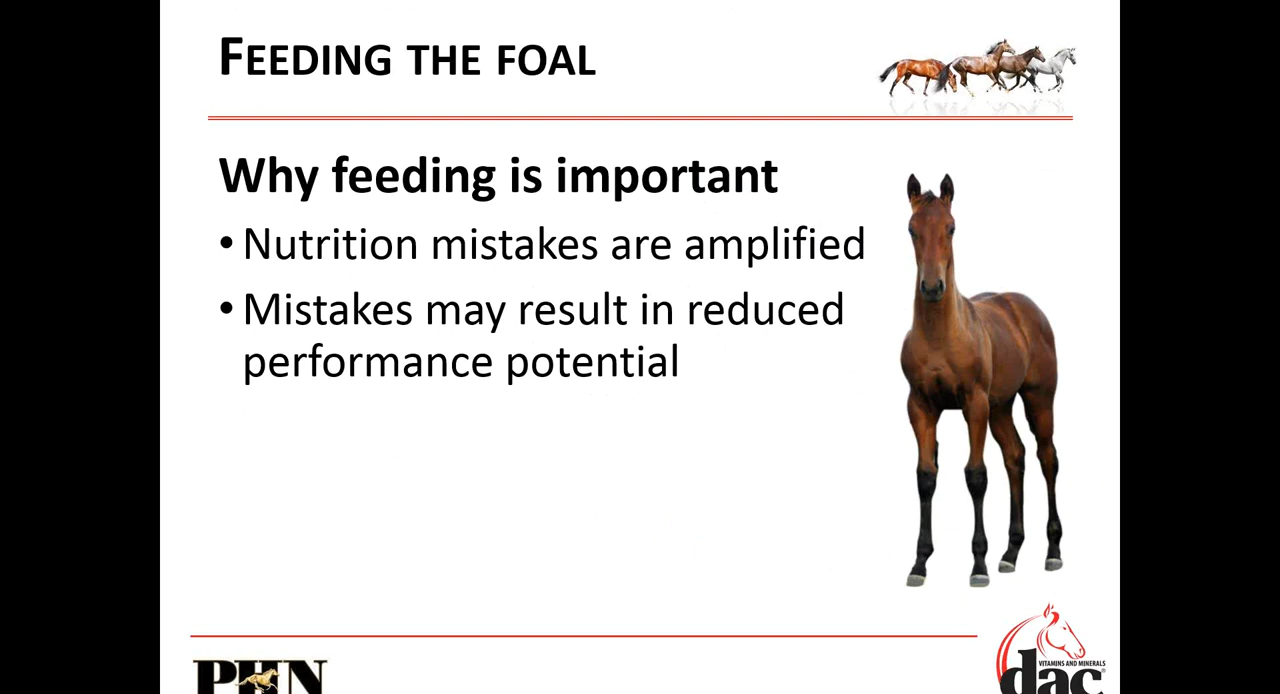 FEEDING THE FOAL
Why feeding is important
• Nutrition mistakes are amplified
• Mistakes may result in reduced
performance potential
PHN
dac
VITAMINS AND MINERALS